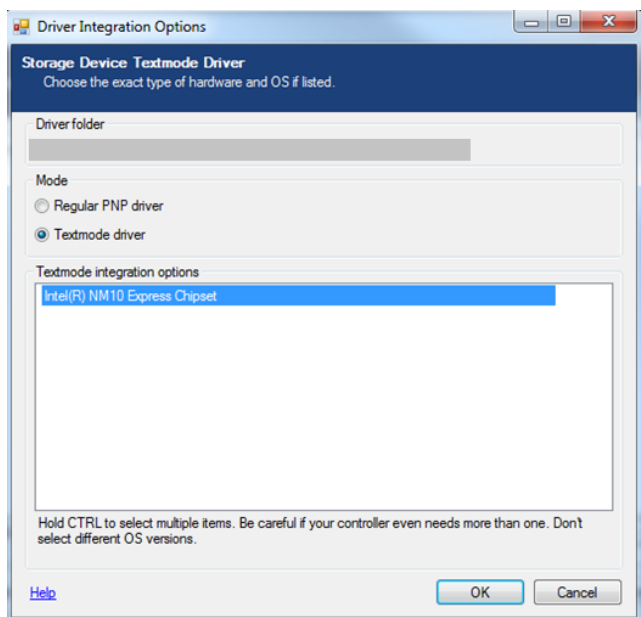 Driver Integration Options
Storage Device Textmode Driver
Choose the exact type of hardware and OS if listed.
Driver folder
Mode
Regular PNP driver
Textmode driver
Textmode integration options
Intel(R) NM10 Express Chipset
Hold CTRL to select multiple items. Be careful if your controller even needs more than one. Don't
select different OS versions.
Help
OK
Cancel